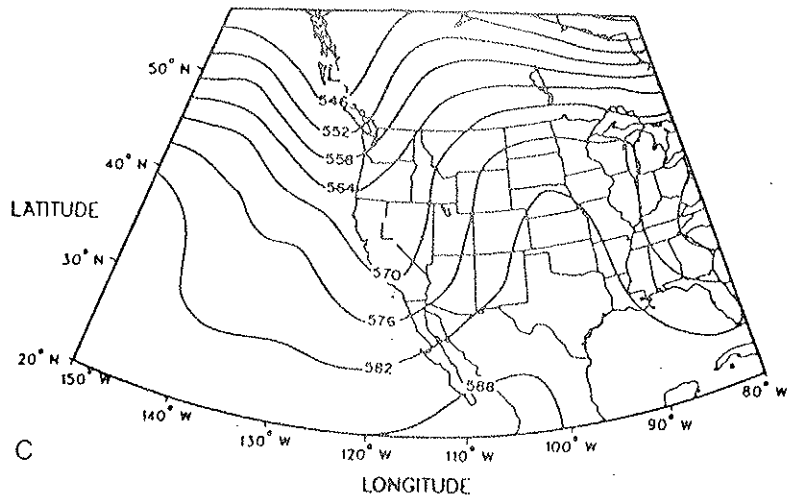 50° N
L
546
552
558
564
40° N
LATITUDE
L
30° N
570
576
20° N
582
588
150° W
140° W
130° W
120° W
110° W
100° W
90° W
80° W
C
LONGITUDE